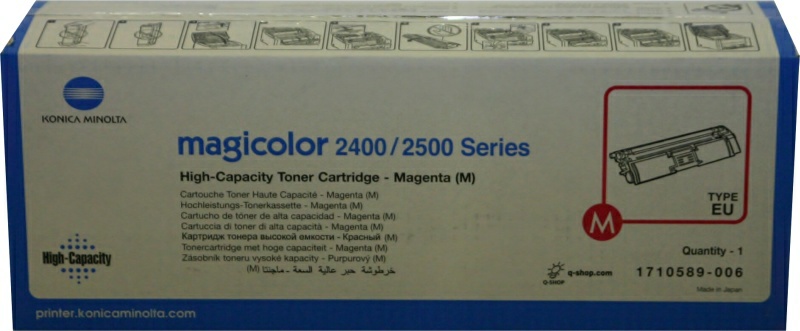 KONICA MINOLTA
magicolor 2400/2500 Series
High-Capacity Toner Cartridge - Magenta (M)
Cartouche Toner Haute Capacité - Magenta (M)
Hochleistungs-Tonerkassette - Magenta (M)
Cartucho de tóner de alta capacidad - Magenta (M)
Cartuccia di toner di alta capacità - Magenta (M)
Картридж тонера высокой емкости - Красный (M)
Tonercartridge met hoge capaciteit - Magenta (M)
Zásobník toneru vysoké kapacity - Purpurový (M)
خرطوشة حبر عالية السعة - ماجنتا (M)
TYPE
EU
M
High-Capacity
Quantity - 1
Q-SHOP
q-shop.com
1710589-006
Made in Japan
printer.konicaminolta.com